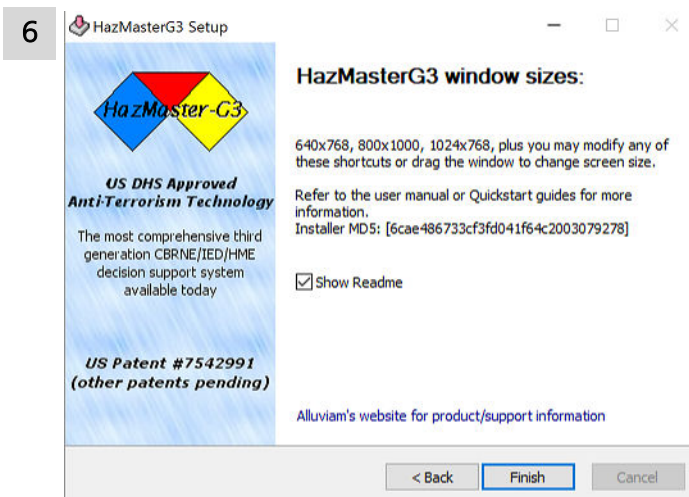 6
HazMasterG3 Setup
HazMaster-G3
US DHS Approved
Anti-Terrorism Technology
The most comprehensive third
generation CBRNE/IED/HME
decision support system
available today
US Patent #7542991
(other patents pending)
HazMasterG3 window sizes:
640x768, 800x1000, 1024x768, plus you may modify any of
these shortcuts or drag the window to change screen size.
Refer to the user manual or Quickstart guides for more
information.
Installer MD5: [6cae486733cf3fd041f64c2003079278]
Show Readme
Alluviam's website for product/support information
< Back
Finish
Cancel